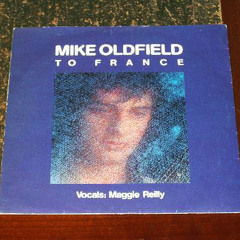 MIKE OLDFIELD
TO FRANCE
Vocals: Maggie Reilly